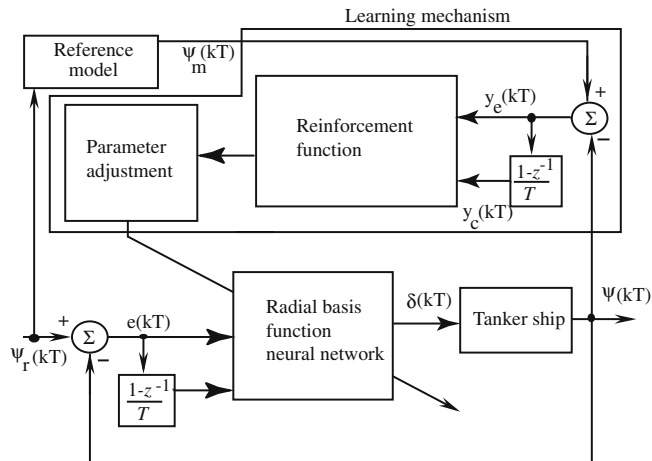 Learning mechanism
Reference
model
ψ_m(kT)
+
y_e(kT)
Σ
−
Reinforcement
function
Parameter
adjustment
1-z^-1
T
y_c(kT)
Radial basis
function
neural network
δ(kT)
Tanker ship
ψ(kT)
+
Σ
e(kT)
ψ_r(kT)
−
1-z^-1
T